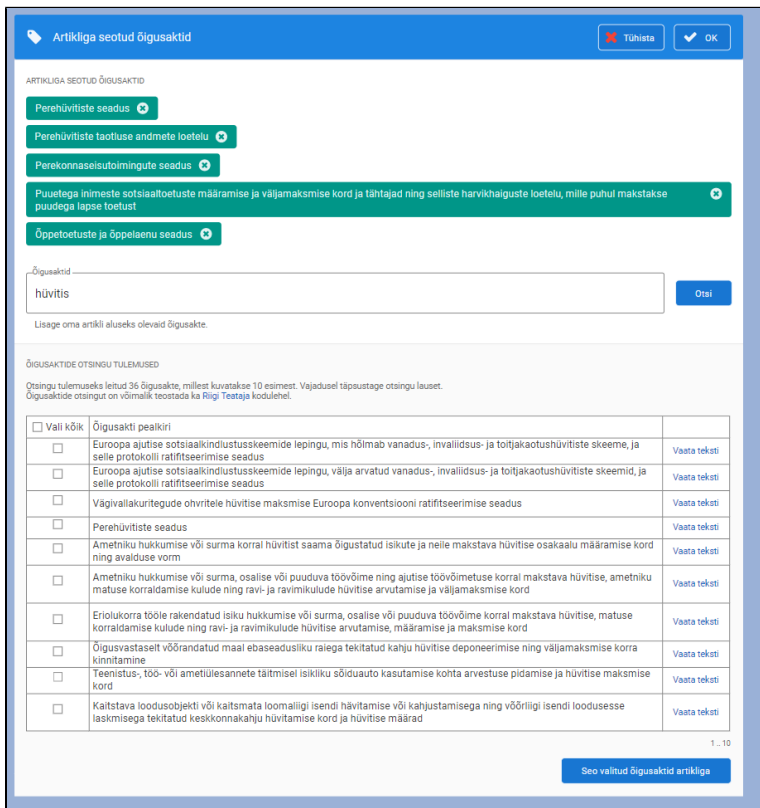 Artikliga seotud õigusaktid
Tühista
OK
ARTIKLIGA SEOTUD ÕIGUSAKTID
Perehüvitiste seadus
Perehüvitiste taotluse andmete loetelu
Perekonnaseisutoimingute seadus
Puuetega inimeste sotsiaaltoetuste määramise ja väljamaksmise kord ja tähtajad ning selliste harvikhaiguste loetelu, mille puhul makstakse
puudega lapse toetust
Õppetoetuste ja õppelaenu seadus
Õigusaktid
hüvitis
Otsi
Lisage oma artikli aluseks olevaid õigusakte.
ÕIGUSAKTIDE OTSINGU TULEMUSED
Otsingu tulemuseks leitud 36 õigusakte, millest kuvatakse 10 esimest. Vajadusel täpsustage otsingu lauset.
Õigusaktide otsingut on võimalik teostada ka Riigi Teataja kodulehel.
Vali kõik Õigusakti pealkiri
Euroopa ajutise sotsiaalkindlustusskeemide lepingu, mis hõlmab vanadus-, invaliidsus- ja toitjakaotushüvitiste skeeme, ja
selle protokolli ratifitseerimise seadus
Vaata teksti
Euroopa ajutise sotsiaalkindlustusskeemide lepingu, välja arvatud vanadus-, invaliidsus- ja toitjakaotushüvitiste skeemid, ja
selle protokolli ratifitseerimise seadus
Vaata teksti
Vägivallakuritegude ohvritele hüvitise maksmise Euroopa konventsiooni ratifitseerimise seadus
Vaata teksti
Perehüvitiste seadus
Vaata teksti
Ametniku hukkumise või surma korral hüvitist saama õigustatud isikute ja neile makstava hüvitise osakaalu määramise kord
ning avalduse vorm
Vaata teksti
Ametniku hukkumise või surma, osalise või puuduva töövõime ning ajutise töövõimetuse korral makstava hüvitise, ametniku
matuse korraldamise kulude ning ravi- ja ravimikulude hüvitise arvutamise ja väljamaksmise kord
Vaata teksti
Eriolukorra tööle rakendatud isiku hukkumise või surma, osalise või puuduva töövõime korral makstava hüvitise, matuse
korraldamise kulude ning ravi- ja ravimikulude hüvitise arvutamise, määramise ja maksmise kord
Vaata teksti
Õigusvastaselt võõrandatud maal ebaseadusliku raiega tekitatud kahju hüvitise deponeerimise ning väljamaksmise korra
kinnitamine
Vaata teksti
Teenistus-, töö- või ametiülesannete täitmisel isikliku sõiduauto kasutamise kohta arvestuse pidamise ja hüvitise maksmise
kord
Vaata teksti
Kaitstava loodusobjekti või kaitsmata loomaliigi isendi hävitamise või kahjustamisega ning võõrliigi isendi loodusesse
laskmisega tekitatud keskkonnakahju hüvitamise kord ja hüvitise määrad
Vaata teksti
1 .. 10
Seo valitud õigusaktid artikliga